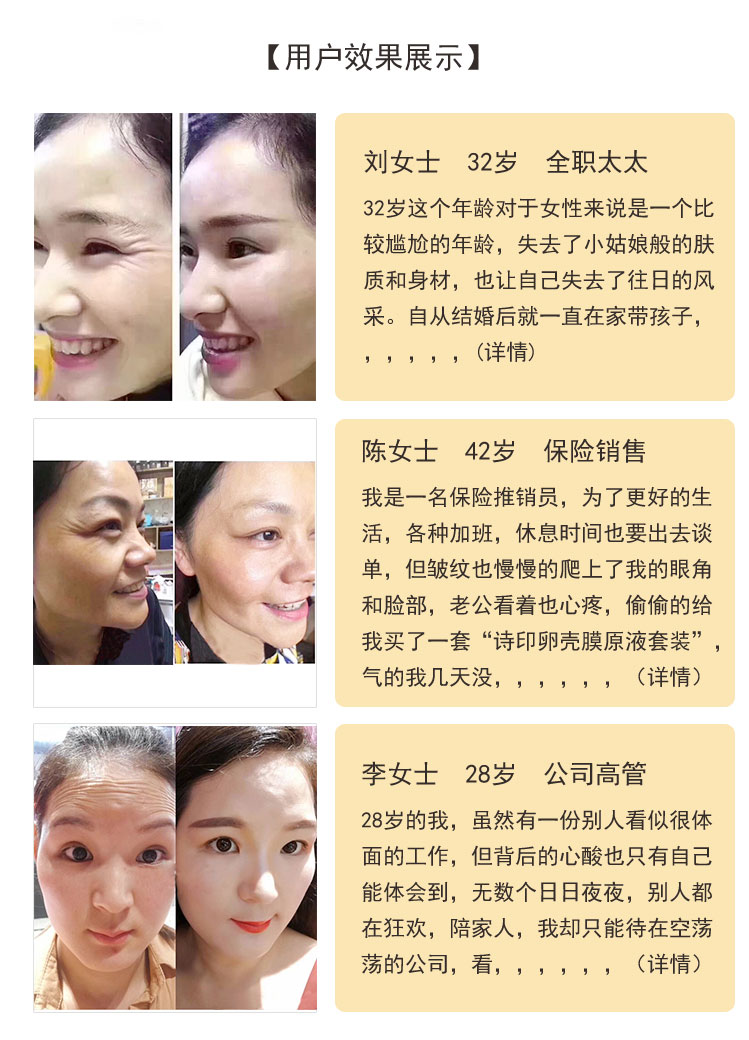 【用户效果展示】
刘女士　32岁　全职太太
32岁这个年龄对于女性来说是一个比
较尴尬的年龄，失去了小姑娘般的肤
质和身材，也让自己失去了往日的风
采。自从结婚后就一直在家带孩子，
，，，，，(详情)
陈女士　42岁　保险销售
我是一名保险推销员，为了更好的生
活，各种加班，休息时间也要出去谈
单，但皱纹也慢慢的爬上了我的眼角
和脸部，老公看着也心疼，偷偷的给
我买了一套“诗印卵壳膜原液套装”，
气的我几天没，，，，，，（详情）
李女士　28岁　公司高管
28岁的我，虽然有一份别人看似很体
面的工作，但背后的心酸也只有自己
能体会到，无数个日日夜夜，别人都
在狂欢，陪家人，我却只能待在空荡
荡的公司，看，，，，，，（详情）